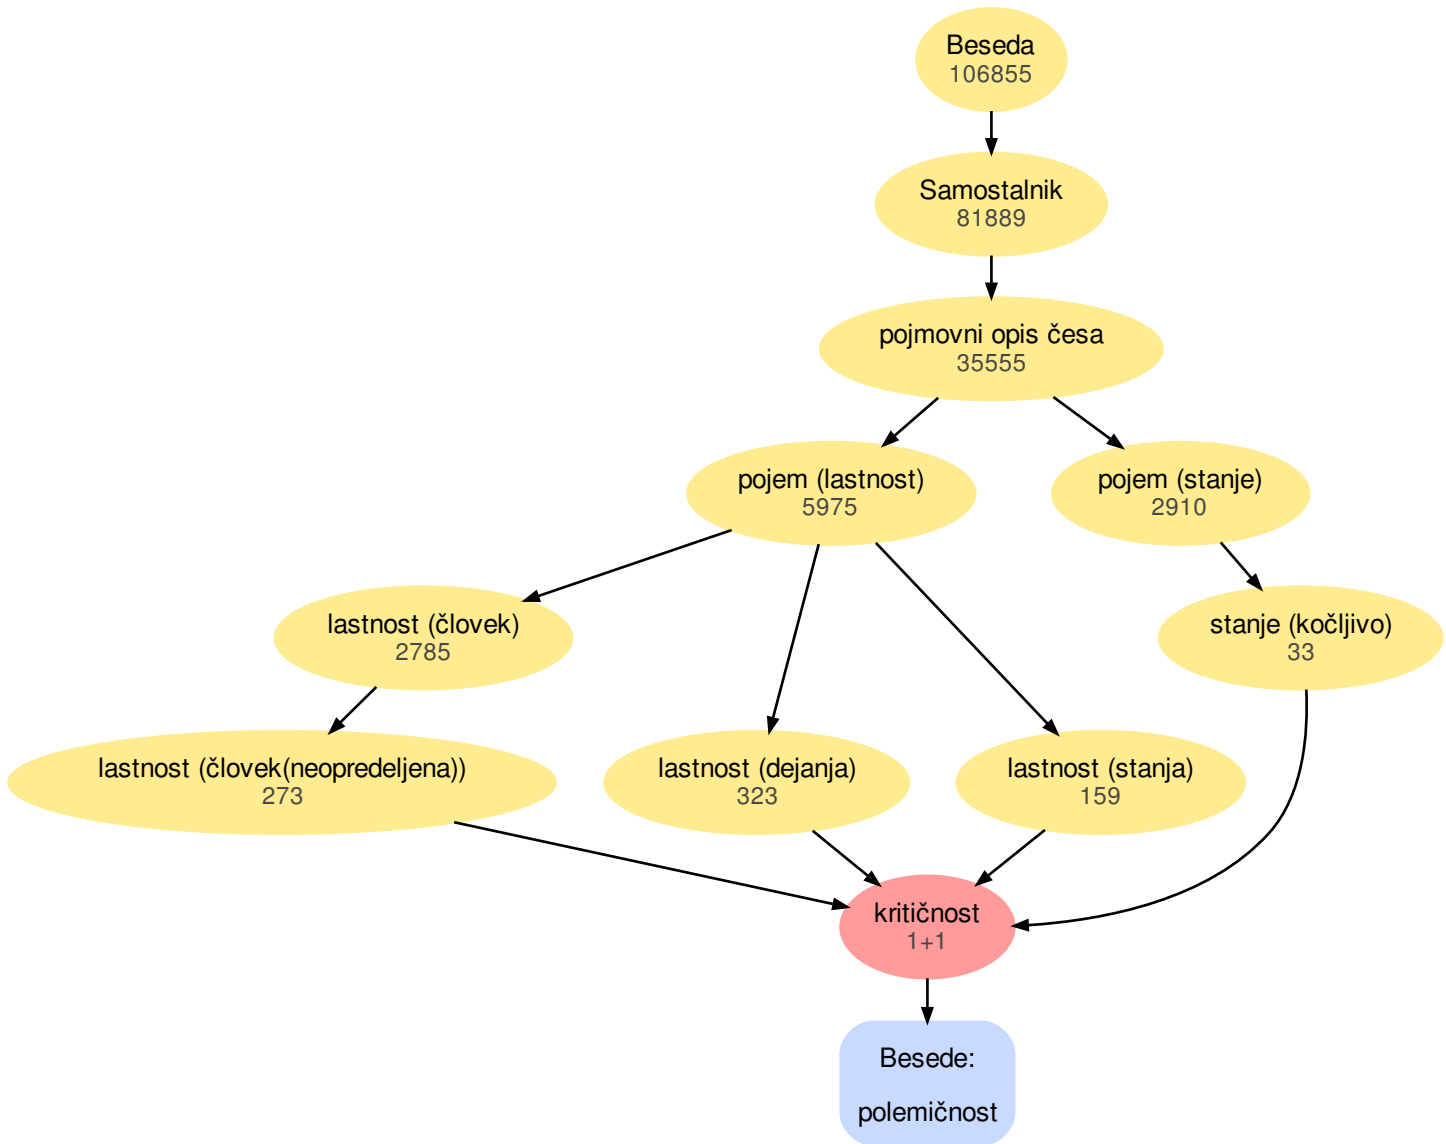 Beseda
106855
Samostalnik
81889
pojmovni opis česa
35555
pojem (lastnost)
5975
pojem (stanje)
2910
lastnost (človek)
2785
stanje (kočljivo)
33
lastnost (človek(neopredeljena))
273
lastnost (dejanja)
323
lastnost (stanja)
159
kritičnost
1+1
Besede:
polemičnost